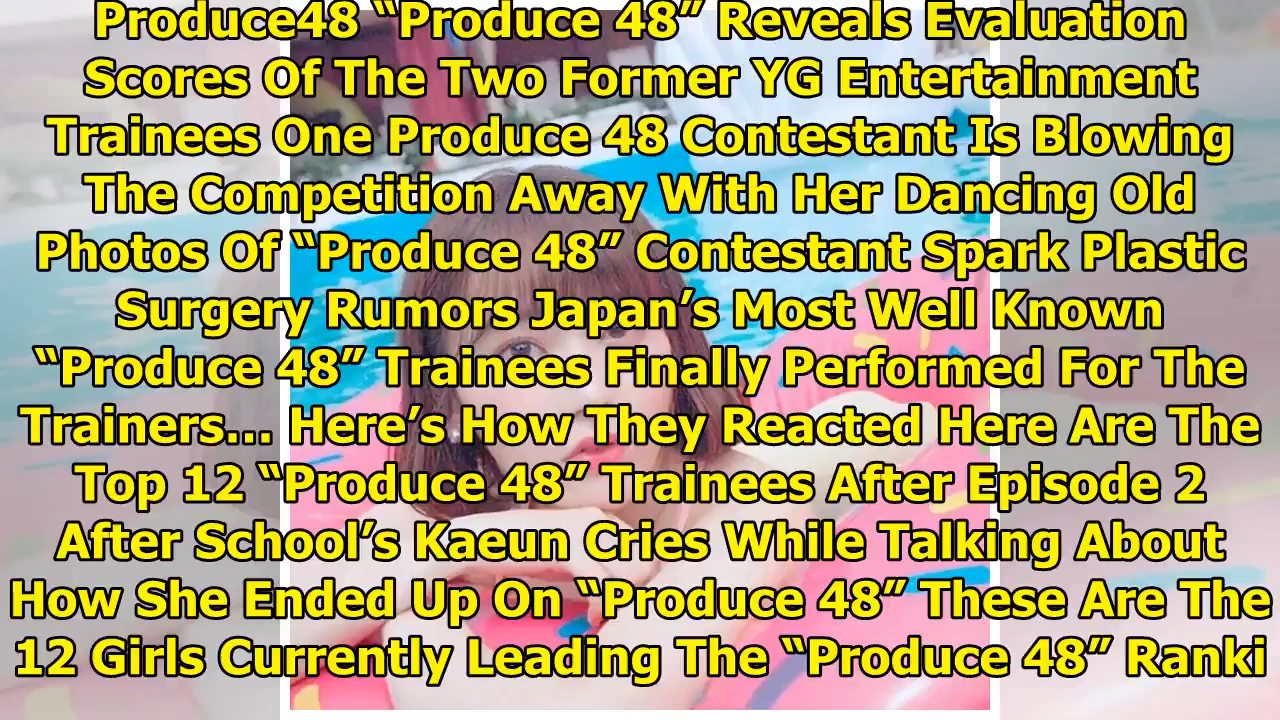 Produce48 “Produce 48” Reveals Evaluation
Scores Of The Two Former YG Entertainment
Trainees One Produce 48 Contestant Is Blowing
The Competition Away With Her Dancing Old
Photos Of “Produce 48” Contestant Spark Plastic
Surgery Rumors Japan’s Most Well Known
“Produce 48” Trainees Finally Performed For The
Trainers... Here’s How They Reacted Here Are The
Top 12 “Produce 48” Trainees After Episode 2
After School’s Kaeun Cries While Talking About
How She Ended Up On “Produce 48” These Are The
12 Girls Currently Leading The “Produce 48” Ranki